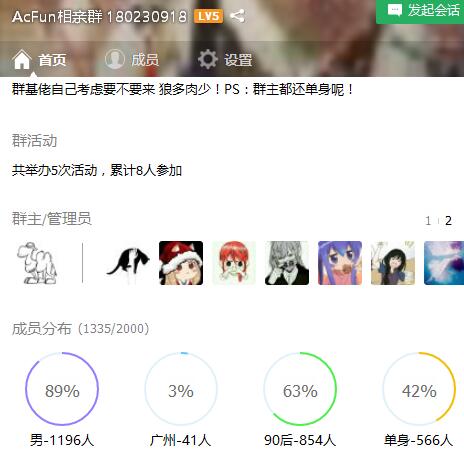 AcFun相亲群 180230918 LV5 发起会话
首页 成员 设置
群基佬自己考虑要不要来 狼多肉少！PS：群主都还单身呢！
群活动
共举办5次活动，累计8人参加
群主/管理员 1 2
成员分布 (1335/2000)
89% 3% 63% 42%
男-1196人 广州-41人 90后-854人 单身-566人